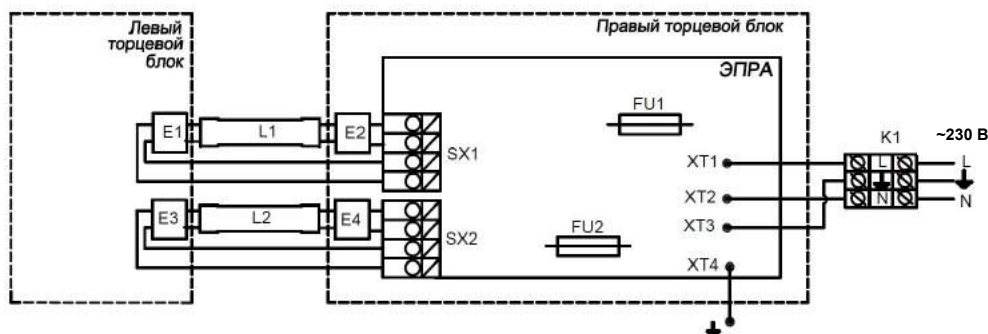 Левый
торцевой
блок
Правый торцевой блок
ЭПРА
FU1
E1
L1
E2
SX1
K1
~230 В
XT1
L
L
XT2
N
N
E3
L2
E4
SX2
FU2
XT3
XT4